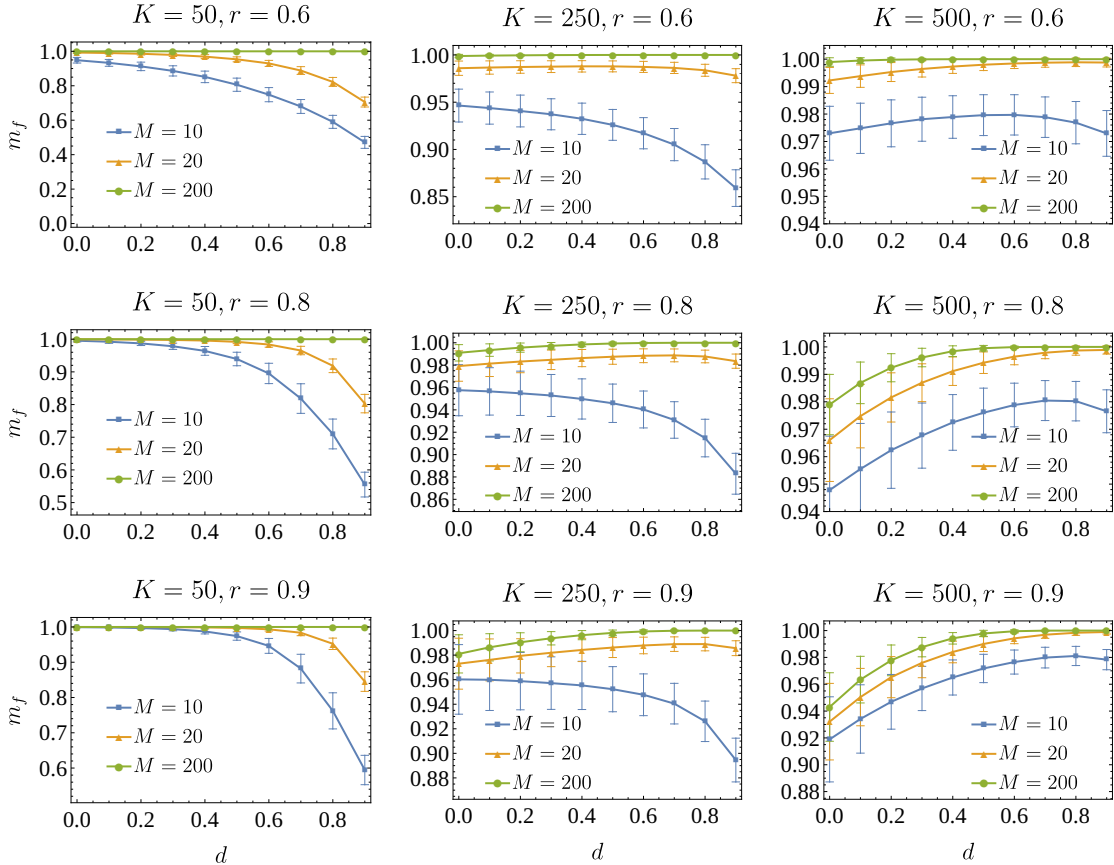 K = 50, r = 0.6
m_f
1.0
0.8
0.6
0.4
0.2
0.0
M = 10
M = 20
M = 200
0.0 0.2 0.4 0.6 0.8
K = 250, r = 0.6
1.00
0.95
0.90
0.85
M = 10
M = 20
M = 200
0.0 0.2 0.4 0.6 0.8
K = 500, r = 0.6
1.00
0.99
0.98
0.97
0.96
0.95
0.94
M = 10
M = 20
M = 200
0.0 0.2 0.4 0.6 0.8
K = 50, r = 0.8
m_f
1.0
0.9
0.8
0.7
0.6
0.5
M = 10
M = 20
M = 200
0.0 0.2 0.4 0.6 0.8
K = 250, r = 0.8
1.00
0.98
0.96
0.94
0.92
0.90
0.88
0.86
M = 10
M = 20
M = 200
0.0 0.2 0.4 0.6 0.8
K = 500, r = 0.8
1.00
0.99
0.98
0.97
0.96
0.95
0.94
M = 10
M = 20
M = 200
0.0 0.2 0.4 0.6 0.8
K = 50, r = 0.9
m_f
1.0
0.9
0.8
0.7
0.6
M = 10
M = 20
M = 200
0.0 0.2 0.4 0.6 0.8
d
K = 250, r = 0.9
1.00
0.98
0.96
0.94
0.92
0.90
0.88
M = 10
M = 20
M = 200
0.0 0.2 0.4 0.6 0.8
d
K = 500, r = 0.9
1.00
0.98
0.96
0.94
0.92
0.90
0.88
M = 10
M = 20
M = 200
0.0 0.2 0.4 0.6 0.8
d